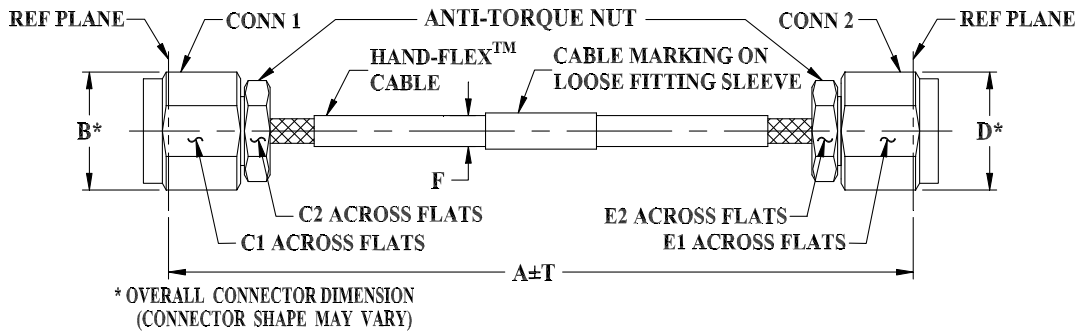 REF PLANE
CONN 1
ANTI-TORQUE NUT
CONN 2
REF PLANE
HAND-FLEX™
CABLE
CABLE MARKING ON
LOOSE FITTING SLEEVE
B*
D*
F
C2 ACROSS FLATS
E2 ACROSS FLATS
C1 ACROSS FLATS
E1 ACROSS FLATS
A±T
* OVERALL CONNECTOR DIMENSION
(CONNECTOR SHAPE MAY VARY)